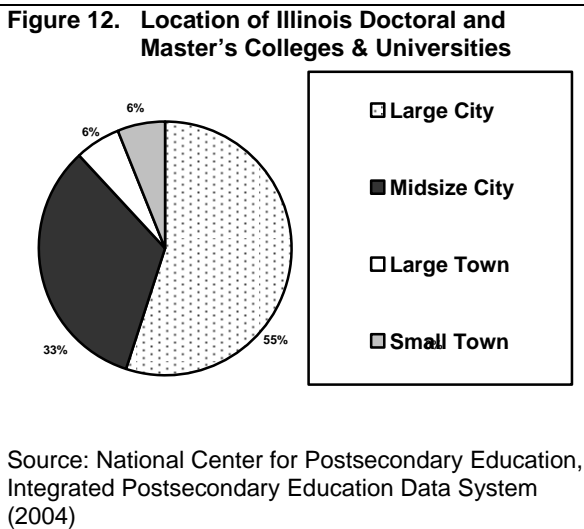 Figure 12. Location of Illinois Doctoral and
Master's Colleges & Universities
6%
6%
33%
55%
Large City
Midsize City
Large Town
Small Town
Source: National Center for Postsecondary Education,
Integrated Postsecondary Education Data System
(2004)